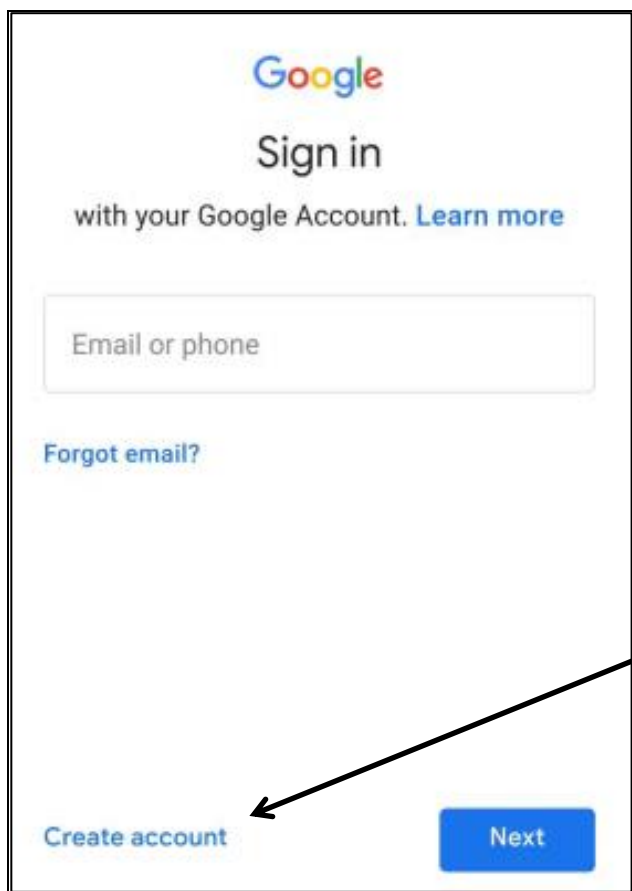 Google
Sign in
with your Google Account. Learn more
Email or phone
Forgot email?
Create account
Next